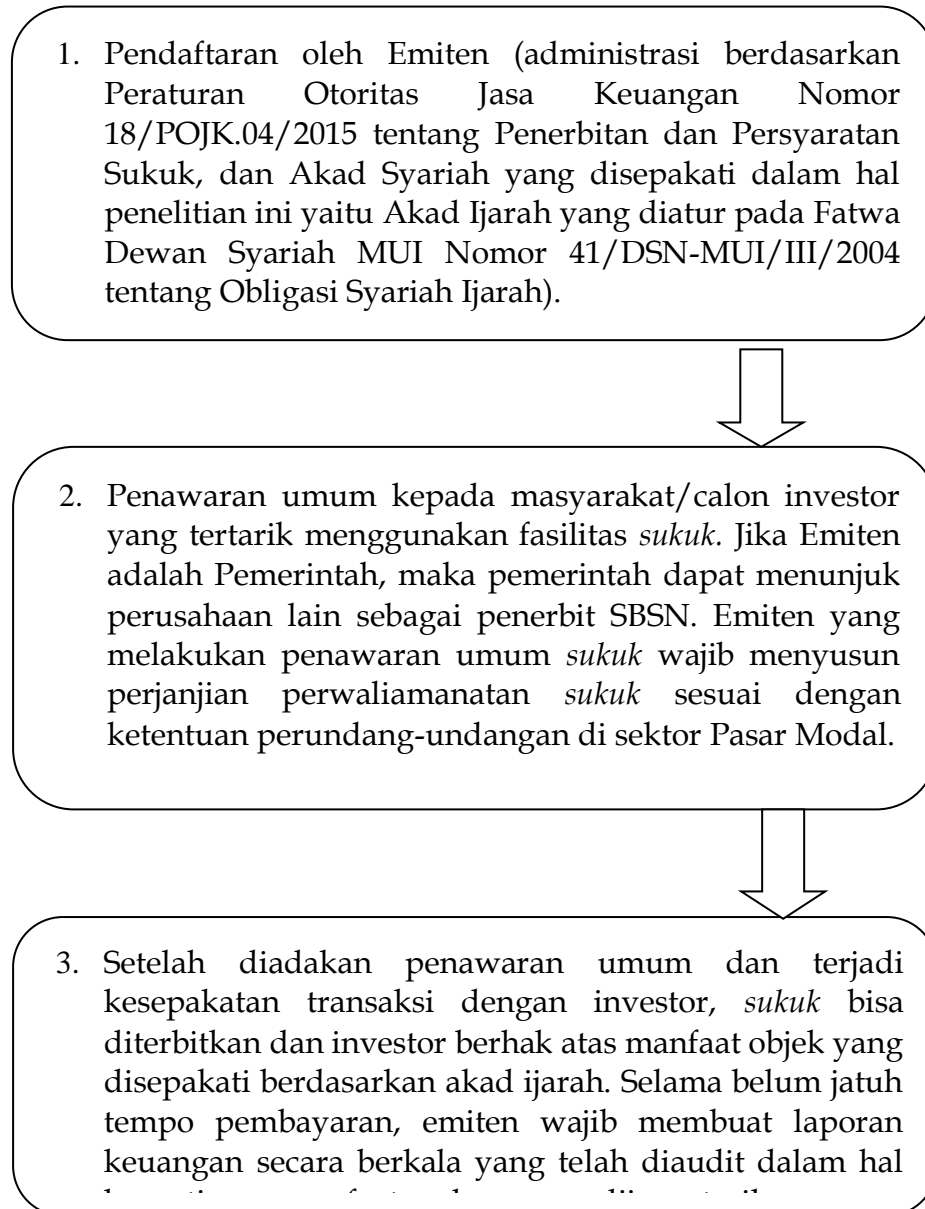 1. Pendaftaran oleh Emiten (administrasi berdasarkan
Peraturan Otoritas Jasa Keuangan Nomor
18/POJK.04/2015 tentang Penerbitan dan Persyaratan
Sukuk, dan Akad Syariah yang disepakati dalam hal
penelitian ini yaitu Akad Ijarah yang diatur pada Fatwa
Dewan Syariah MUI Nomor 41/DSN-MUI/III/2004
tentang Obligasi Syariah Ijarah).
2. Penawaran umum kepada masyarakat/calon investor
yang tertarik menggunakan fasilitas sukuk. Jika Emiten
adalah Pemerintah, maka pemerintah dapat menunjuk
perusahaan lain sebagai penerbit SBSN. Emiten yang
melakukan penawaran umum sukuk wajib menyusun
perjanjian perwaliamanatan sukuk sesuai dengan
ketentuan perundang-undangan di sektor Pasar Modal.
3. Setelah diadakan penawaran umum dan terjadi
kesepakatan transaksi dengan investor, sukuk bisa
diterbitkan dan investor berhak atas manfaat objek yang
disepakati berdasarkan akad ijarah. Selama belum jatuh
tempo pembayaran, emiten wajib membuat laporan
keuangan secara berkala yang telah diaudit dalam hal